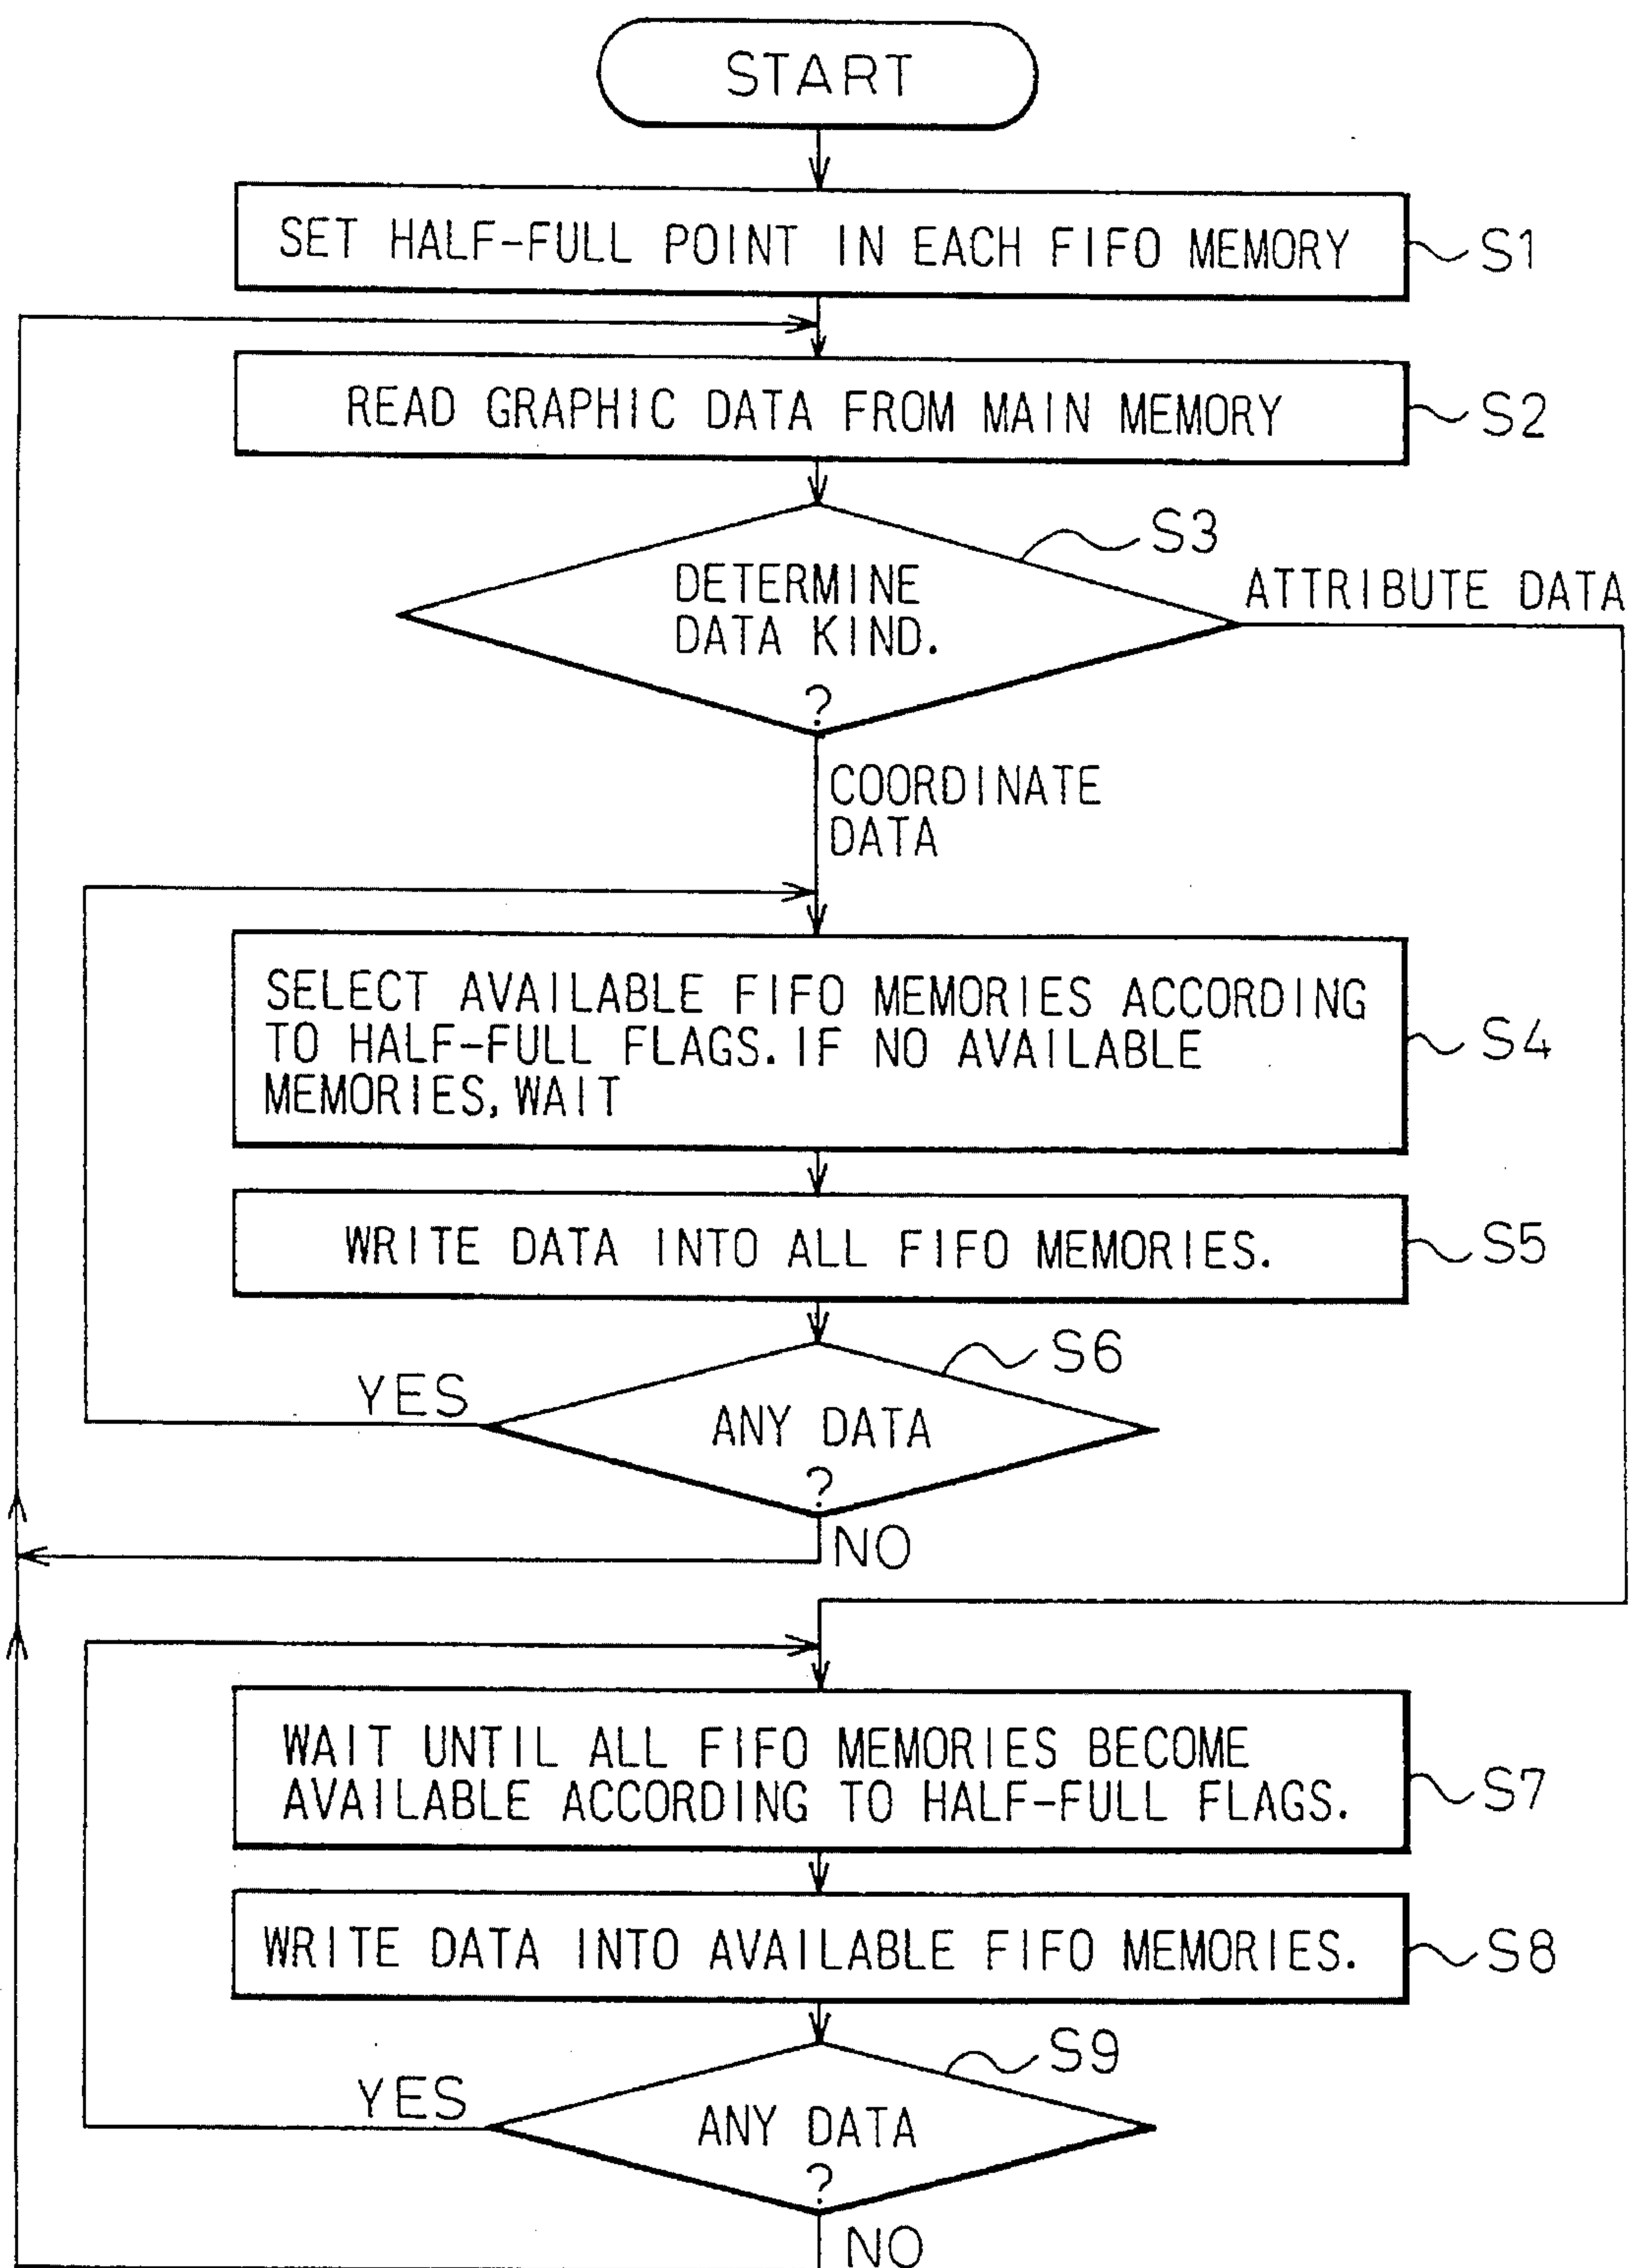 START
SET HALF-FULL POINT IN EACH FIFO MEMORY
S1
READ GRAPHIC DATA FROM MAIN MEMORY
S2
S3
DETERMINE
DATA KIND.
?
ATTRIBUTE DATA
COORDINATE
DATA
SELECT AVAILABLE FIFO MEMORIES ACCORDING
TO HALF-FULL FLAGS. IF NO AVAILABLE
MEMORIES, WAIT
S4
WRITE DATA INTO ALL FIFO MEMORIES.
S5
S6
YES
ANY DATA
?
NO
WAIT UNTIL ALL FIFO MEMORIES BECOME
AVAILABLE ACCORDING TO HALF-FULL FLAGS.
S7
WRITE DATA INTO AVAILABLE FIFO MEMORIES.
S8
S9
YES
ANY DATA
?
NO